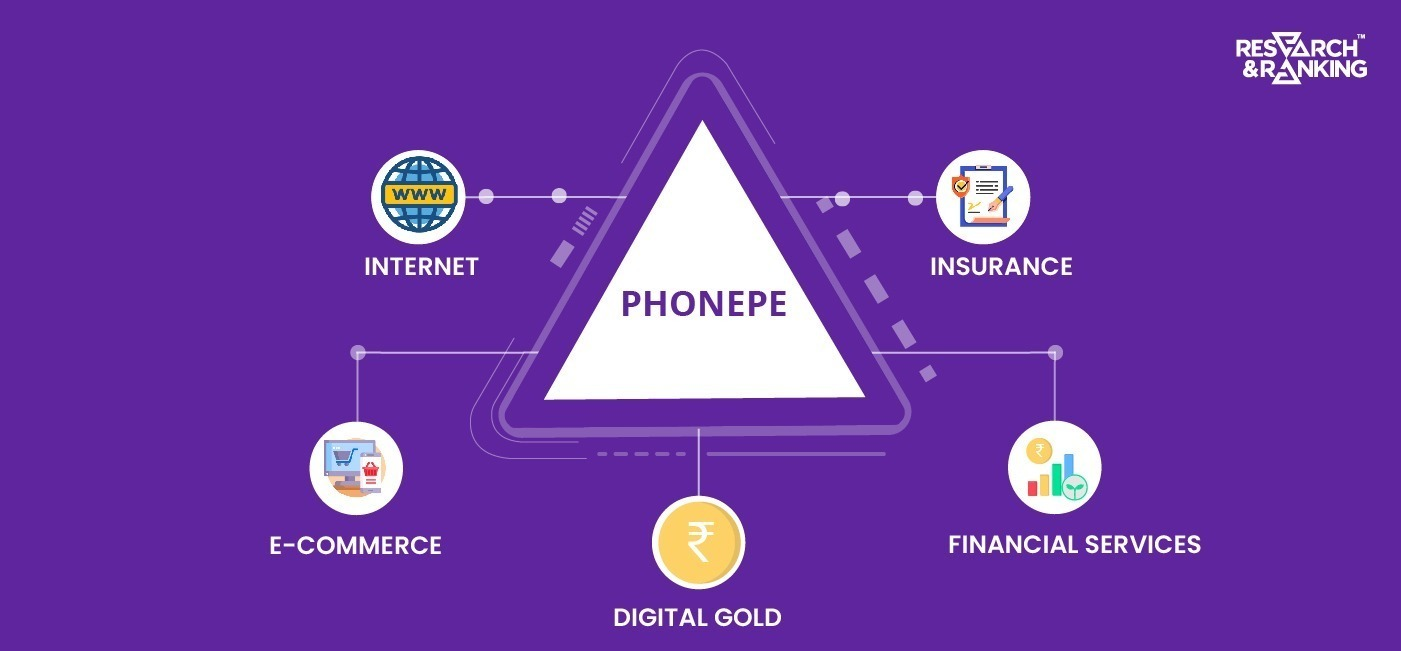 RESEARCH™
&RANKING
WWW
INTERNET
INSURANCE
PHONEPE
₹
E-COMMERCE
FINANCIAL SERVICES
₹
DIGITAL GOLD